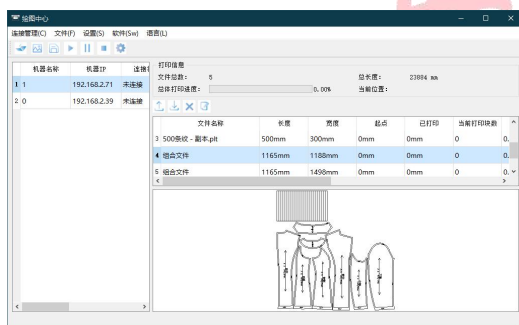 绘图中心
连接管理(C) 文件(F) 设置(S) 软件(Sw) 语言(L)
机器名称 机器IP 连接
1 1 192.168.2.71 未连接
2 0 192.168.2.39 未连接
打印信息
文件总数： 5 总长度： 23884 mm
总体打印进度： 0.00% 当前位置：
文件名称 长度 宽度 起点 已打印 当前打印块数
3 500条纹 - 副本.plt 500mm 300mm 0mm 0mm 0 0.
4 组合文件 1165mm 1188mm 0mm 0mm 0 0.
5 组合文件 1165mm 1498mm 0mm 0mm 0 0.